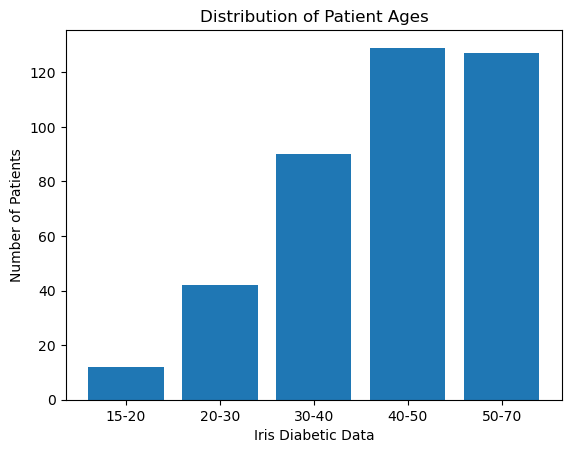 Distribution of Patient Ages
Number of Patients
120
100
80
60
40
20
0
15-20 20-30 30-40 40-50 50-70
Iris Diabetic Data